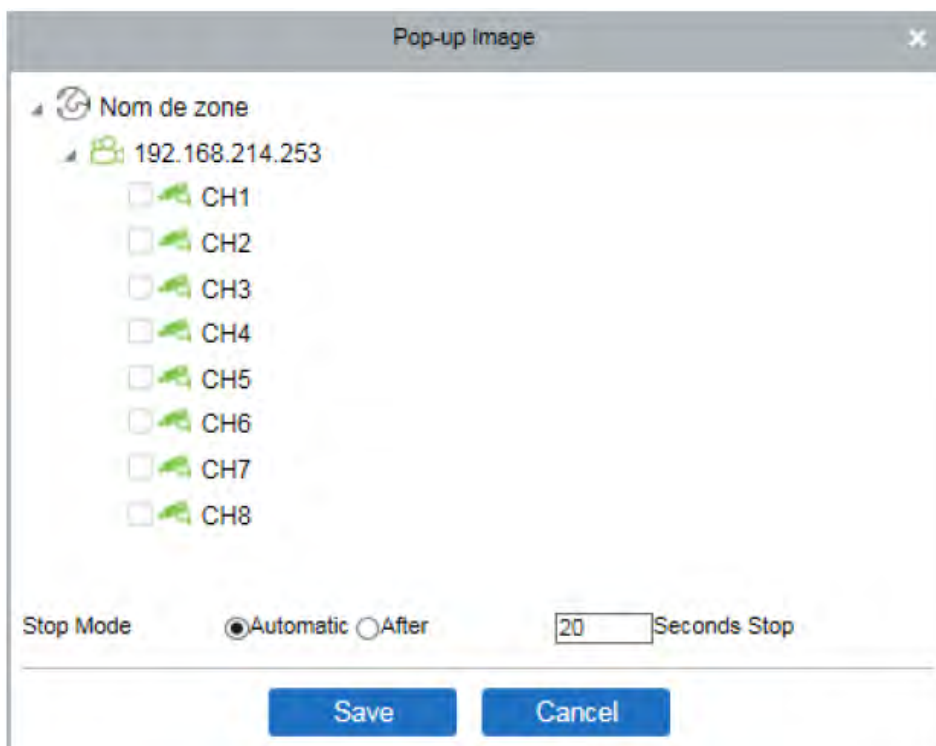 Pop-up Image
Nom de zone
192.168.214.253
CH1
CH2
CH3
CH4
CH5
CH6
CH7
CH8
Stop Mode Automatic After 20 Seconds Stop
Save Cancel